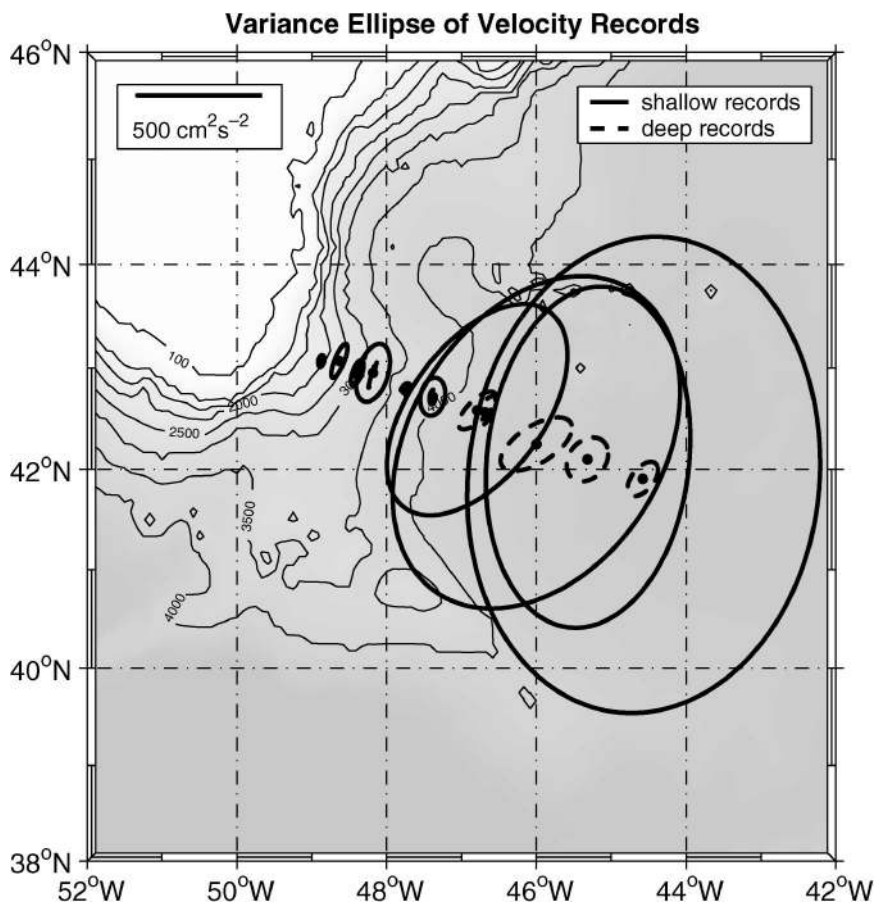 Variance Ellipse of Velocity Records
46°N
44°N
42°N
40°N
38°N
52°W 50°W 48°W 46°W 44°W 42°W
500 cm²s⁻²
shallow records
deep records
100
2000
2500
3500
4000